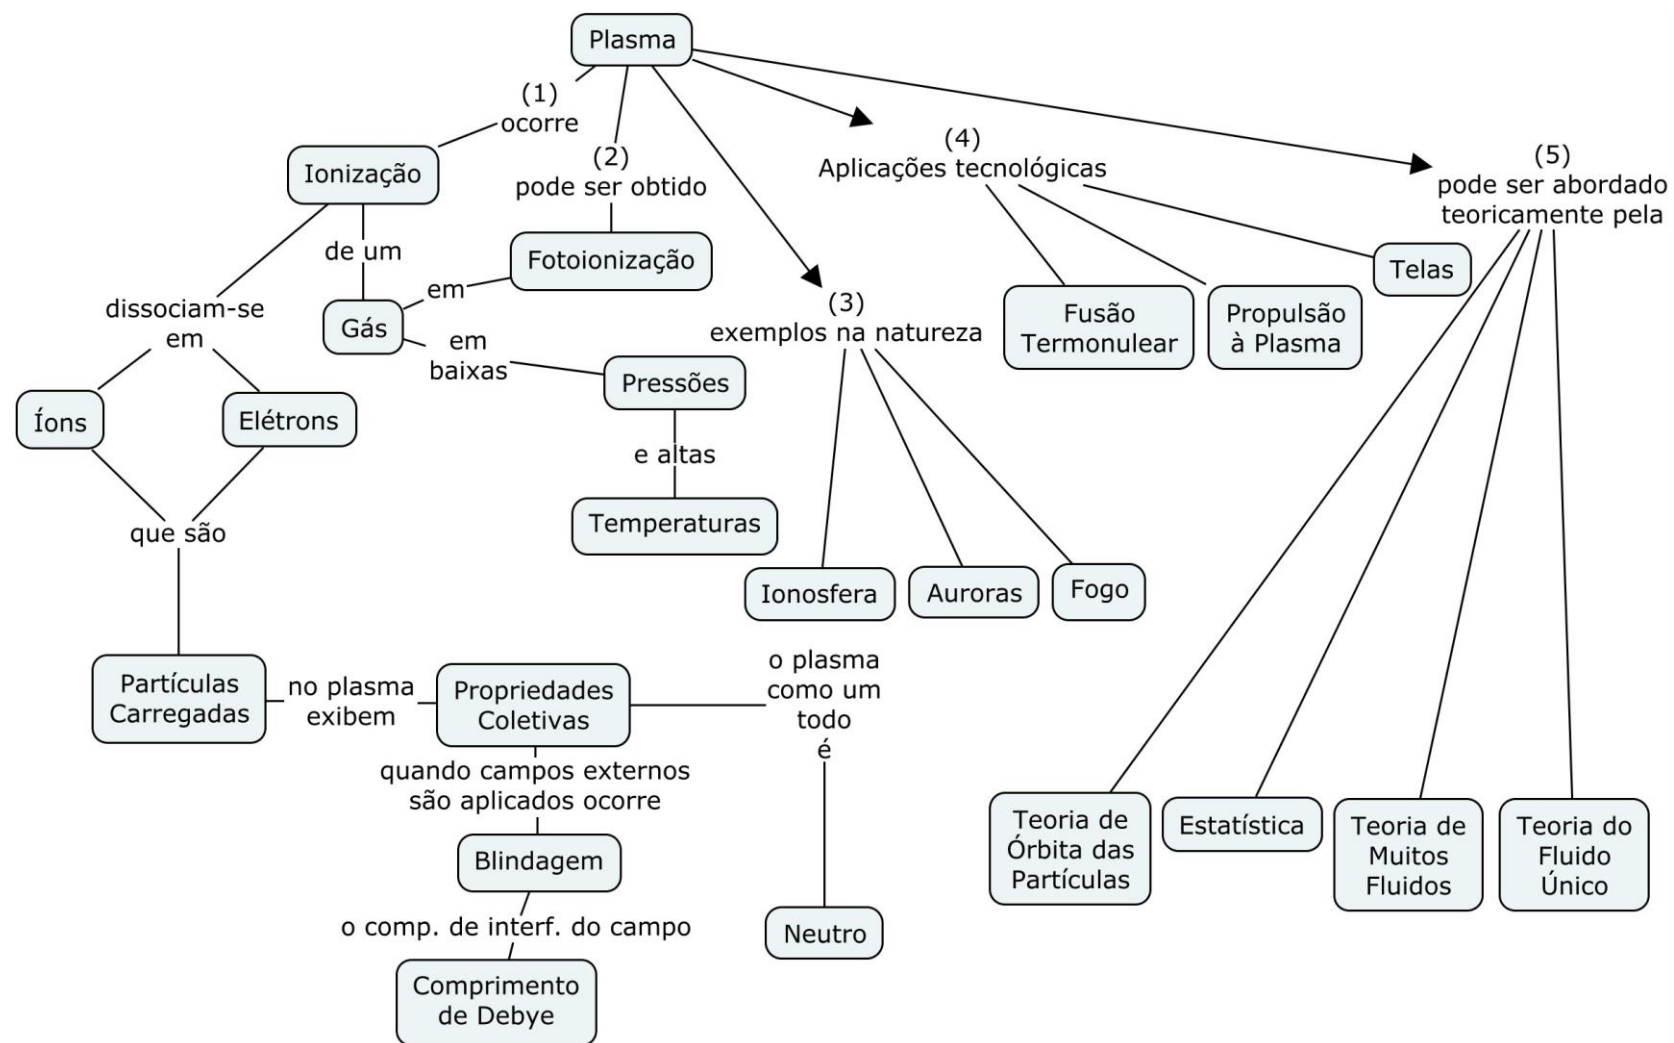 Plasma
(1)
ocorre
Ionização
(2)
pode ser obtido
(4)
Aplicações tecnológicas
(5)
pode ser abordado
teoricamente pela
de um
Fotoionização
Telas
em
dissociam-se
em
Gás
(3)
exemplos na natureza
Fusão
Termonulear
Propulsão
à Plasma
em
baixas
Pressões
Íons
Elétrons
e altas
Temperaturas
que são
Ionosfera
Auroras
Fogo
Partículas
Carregadas
no plasma
exibem
Propriedades
Coletivas
o plasma
como um
todo
é
quando campos externos
são aplicados ocorre
Blindagem
Teoria de
Órbita das
Partículas
Estatística
Teoria de
Muitos
Fluidos
Teoria do
Fluido
Único
o comp. de interf. do campo
Neutro
Comprimento
de Debye